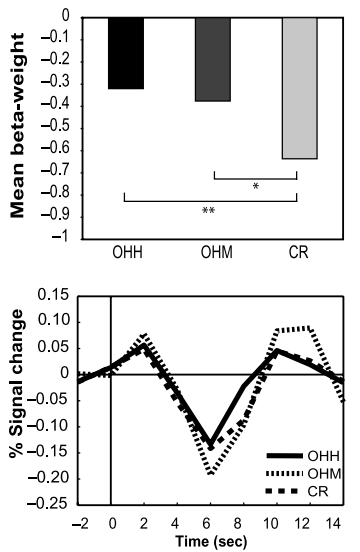 Mean beta-weight
0
–0.1
–0.2
–0.3
–0.4
–0.5
–0.6
–0.7
–0.8
–0.9
–1
*
**
OHH OHM CR
% Signal change
0.15
0.10
0.05
0
–0.05
–0.10
–0.15
–0.20
–0.25
OHH
OHM
CR
–2 0 2 4 6 8 10 12 14
Time (sec)